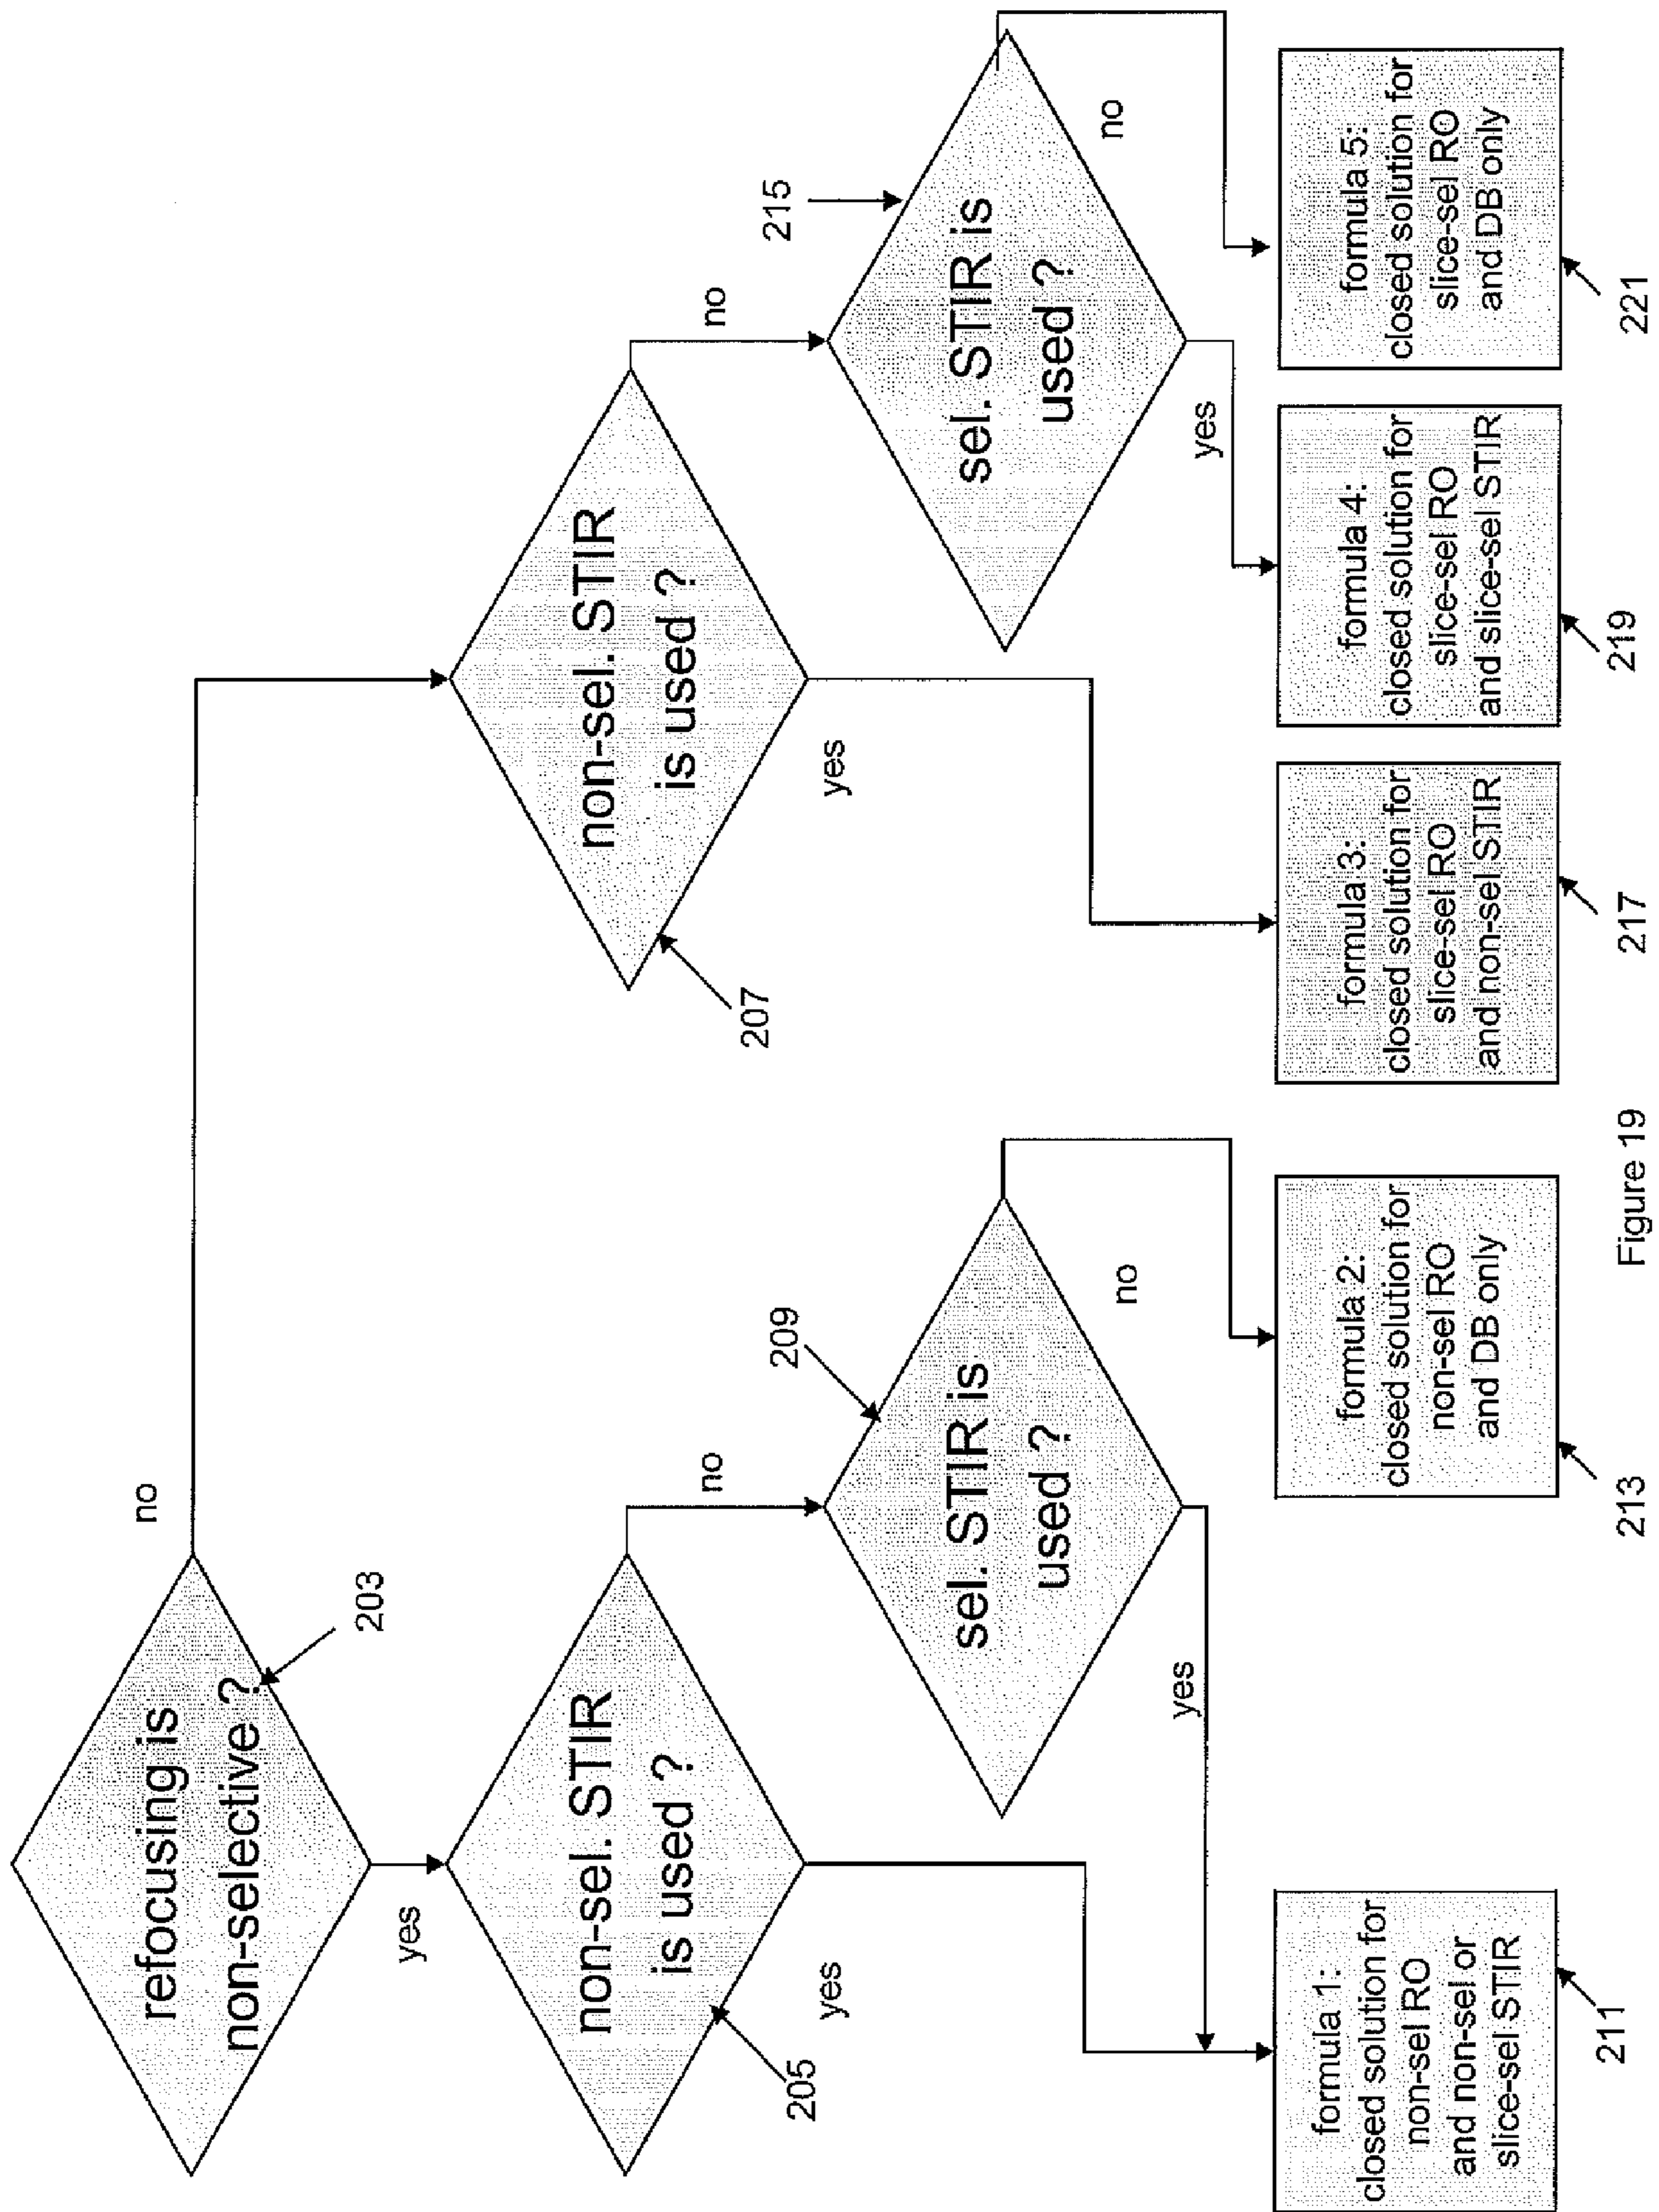 refocusing is
non-selective ?
203
no
yes
non-sel. STIR
is used ?
205
no
yes
non-sel. STIR
is used ?
207
no
yes
sel. STIR is
used ?
209
no
yes
sel. STIR is
used ?
215
no
yes
formula 1:
closed solution for
non-sel RO
and non-sel or
slice-sel STIR
211
formula 2:
closed solution for
non-sel RO
and DB only
213
formula 3:
closed solution for
slice-sel RO
and non-sel STIR
217
formula 4:
closed solution for
slice-sel RO
and slice-sel STIR
219
formula 5:
closed solution for
slice-sel RO
and DB only
221
Figure 19